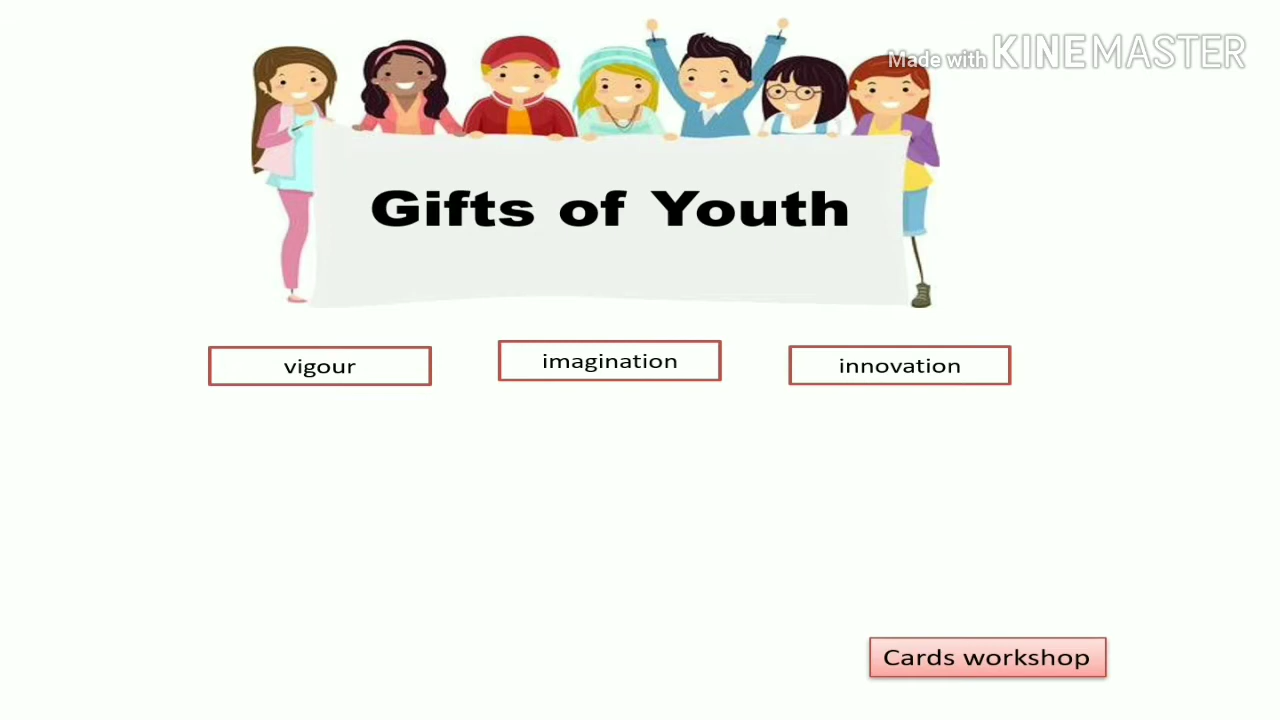 Made with KINEMASTER
Gifts of Youth
vigour
imagination
innovation
Cards workshop